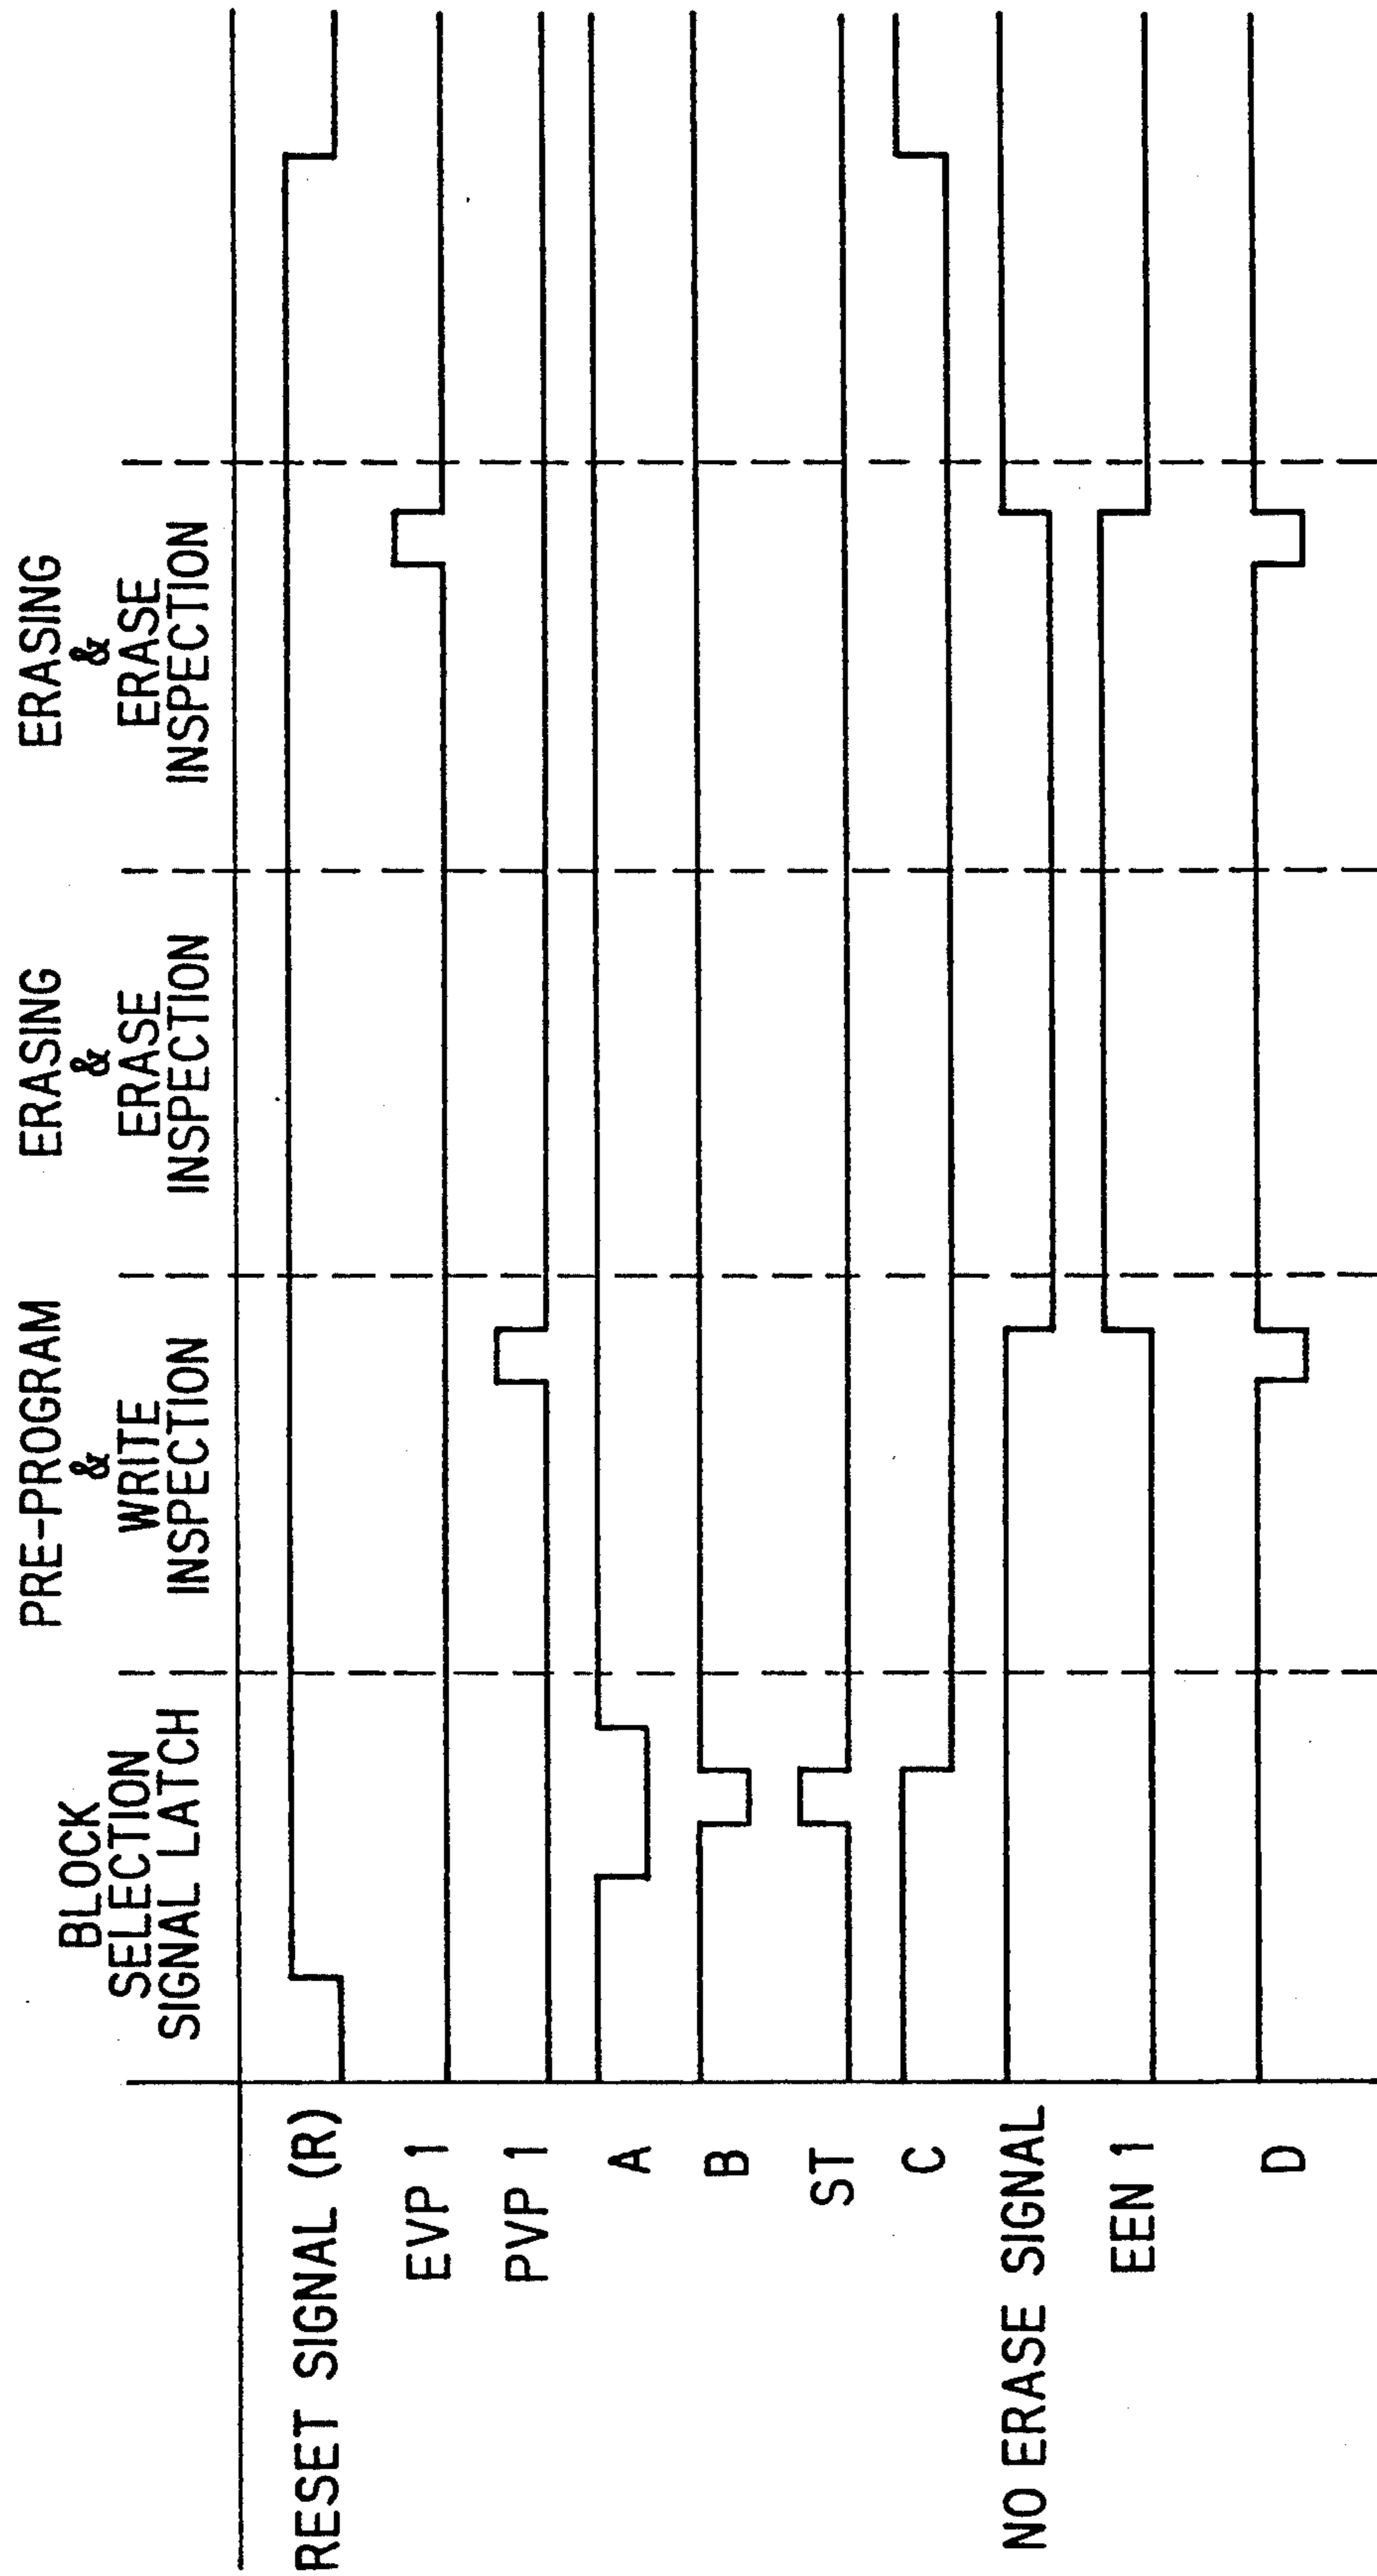 BLOCK
SELECTION
SIGNAL LATCH
PRE-PROGRAM
&
WRITE
INSPECTION
ERASING
&
ERASE
INSPECTION
ERASING
&
ERASE
INSPECTION
RESET SIGNAL (R)
EVP 1
PVP 1
A
B
ST
C
NO ERASE SIGNAL
EEN 1
D